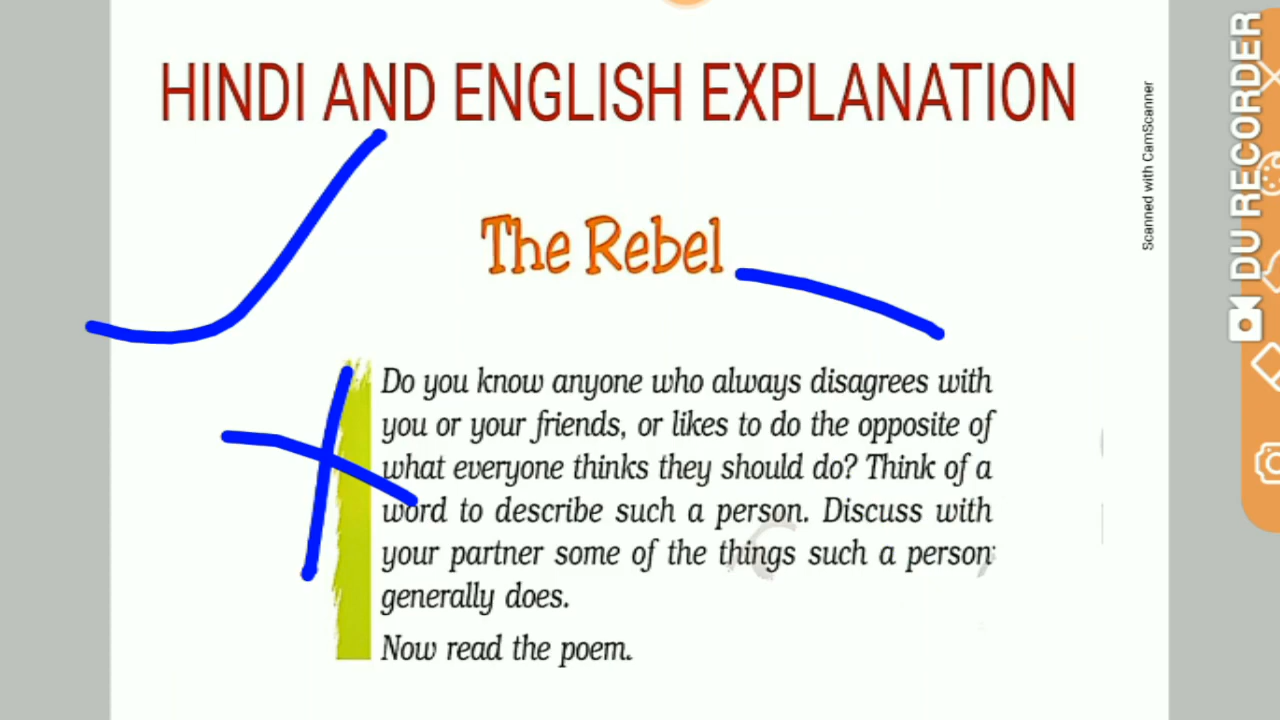 HINDI AND ENGLISH EXPLANATION
The Rebel
Do you know anyone who always disagrees with
you or your friends, or likes to do the opposite of
what everyone thinks they should do? Think of a
word to describe such a person. Discuss with
your partner some of the things such a person
generally does.
Now read the poem.
Scanned with CamScanner
DU RECORDER